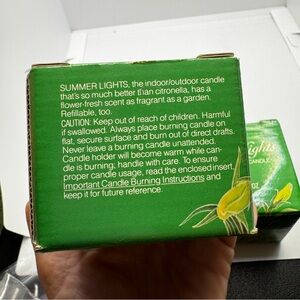 SUMMER LIGHTS, the indoor/outdoor candle
that's so much better than citronella, has a
flower-fresh scent as fragrant as a garden.
Refillable, too.
CAUTION: Keep out of reach of children. Harmful
if swallowed. Always place burning candle on
flat, secure surface and burn out of direct drafts.
Never leave a burning candle unattended.
Candle holder will become warm while can-
dle is burning; handle with care. To ensure
proper candle usage, read the enclosed insert,
Important Candle Burning Instructions and
keep it for future reference.
ights
CANDLE
OZ